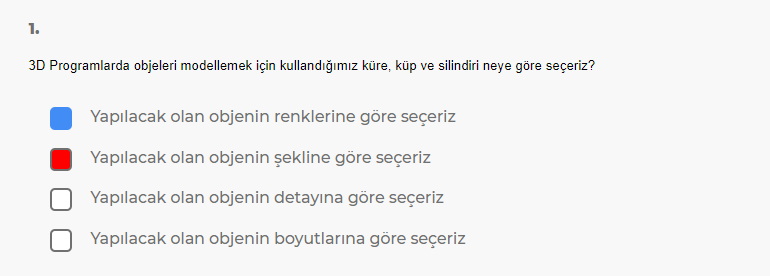 1.
3D Programlarda objeleri modellemek için kullandığımız küre, küp ve silindiri neye göre seçeriz?
Yapılacak olan objenin renklerine göre seçeriz
Yapılacak olan objenin şekline göre seçeriz
Yapılacak olan objenin detayına göre seçeriz
Yapılacak olan objenin boyutlarına göre seçeriz